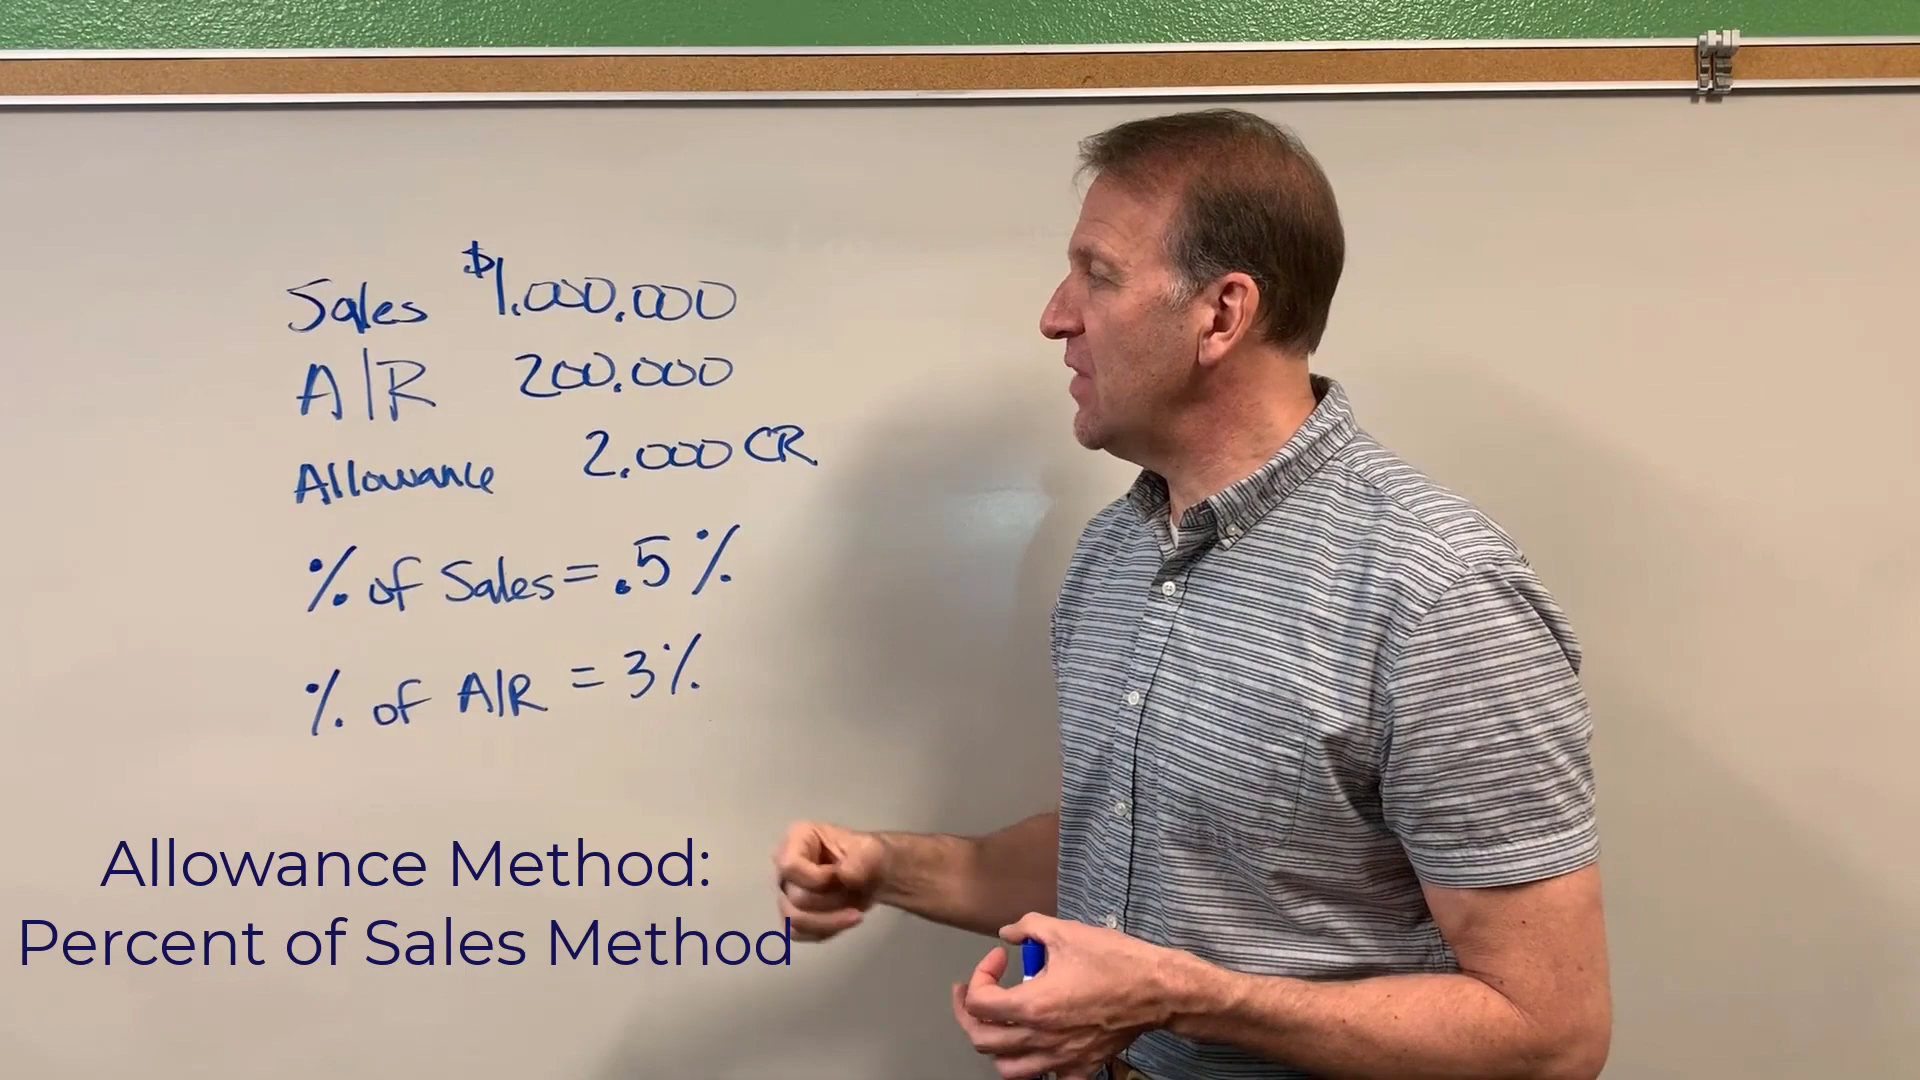 Sales $1,000,000
A/R 200,000
Allowance 2,000 CR
% of Sales = .5%
% of A/R = 3%
Allowance Method:
Percent of Sales Method